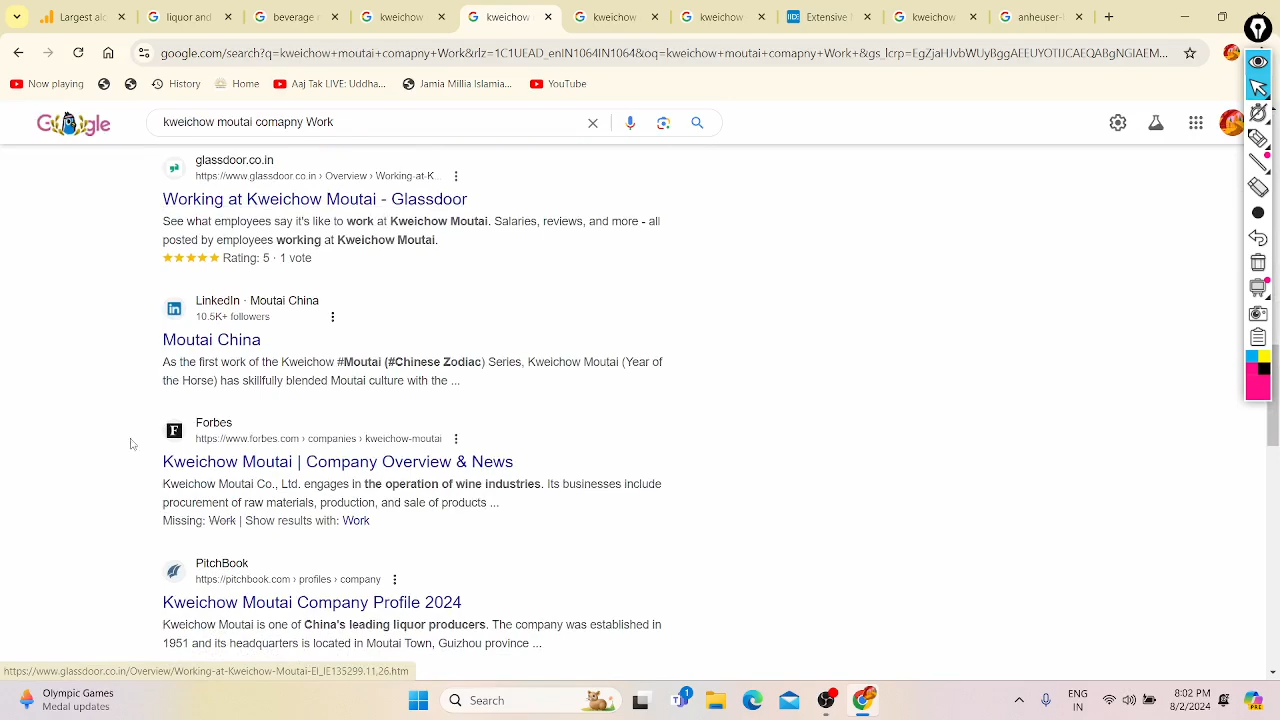 Largest alc
liquor and
beverage
kweichow
kweichow
kweichow
kweichow
Extensive
kweichow
anheuser-
google.com/search?q=kweichow+moutai+comapny+Work&rlz=1C1UEAD_enIN1064IN1064&oq=kweichow+moutai+comapny+Work+&gs_lcrp=
Now playing
History
Home
Aaj Tak LIVE: Uddha...
Jamia Millia Islamia...
YouTube
Google
kweichow moutai comapny Work
glassdoor.co.in
https://www.glassdoor.co.in › Overview › Working-at-K...
Working at Kweichow Moutai - Glassdoor
See what employees say it's like to work at Kweichow Moutai. Salaries, reviews, and more - all
posted by employees working at Kweichow Moutai.
Rating: 5 · 1 vote
LinkedIn · Moutai China
10.5K+ followers
Moutai China
As the first work of the Kweichow #Moutai (#Chinese Zodiac) Series, Kweichow Moutai (Year of
the Horse) has skillfully blended Moutai culture with the ...
Forbes
https://www.forbes.com › companies › kweichow-moutai
Kweichow Moutai | Company Overview & News
Kweichow Moutai Co., Ltd. engages in the operation of wine industries. Its businesses include
procurement of raw materials, production, and sale of products ...
Missing: Work | Show results with: Work
PitchBook
https://pitchbook.com › profiles › company
Kweichow Moutai Company Profile 2024
Kweichow Moutai is one of China's leading liquor producers. The company was established in
1951 and its headquarters is located in Moutai Town, Guizhou province ...
https://www.glassdoor.co.in/Overview/Working-at-Kweichow-Moutai-EI_IE135299.11,26.htm
Olympic Games
Medal updates
Search
1
ENG
IN
8:02 PM
8/2/2024